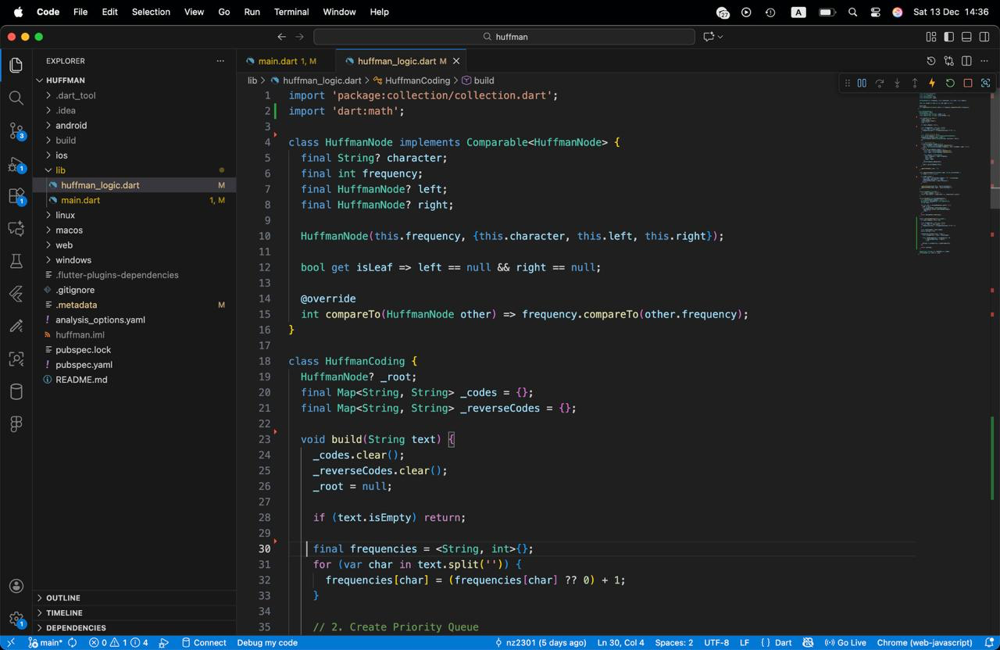 Code File Edit Selection View Go Run Terminal Window Help 27 A Sat 13 Dec 14:36
huffman
EXPLORER
HUFFMAN
.dart_tool
.idea
android
build
ios
lib
huffman_logic.dart M
main.dart 1, M
linux
macos
web
windows
.flutter-plugins-dependencies
.gitignore
.metadata M
analysis_options.yaml
huffman.iml
pubspec.lock
pubspec.yaml
README.md
OUTLINE
TIMELINE
DEPENDENCIES
3
1
1
1
main.dart 1, M huffman_logic.dart M
lib > huffman_logic.dart > HuffmanCoding > build
1 import 'package:collection/collection.dart';
2 import 'dart:math';
3
4 class HuffmanNode implements Comparable<HuffmanNode> {
5 final String? character;
6 final int frequency;
7 final HuffmanNode? left;
8 final HuffmanNode? right;
9
10 HuffmanNode(this.frequency, {this.character, this.left, this.right});
11
12 bool get isLeaf => left == null && right == null;
13
14 @override
15 int compareTo(HuffmanNode other) => frequency.compareTo(other.frequency);
16 }
17
18 class HuffmanCoding {
19 HuffmanNode? _root;
20 final Map<String, String> _codes = {};
21 final Map<String, String> _reverseCodes = {};
22
23 void build(String text) {
24 _codes.clear();
25 _reverseCodes.clear();
26 _root = null;
27
28 if (text.isEmpty) return;
29
30 final frequencies = <String, int>{};
31 for (var char in text.split('')) {
32 frequencies[char] = (frequencies[char] ?? 0) + 1;
33 }
34
35 // 2. Create Priority Queue
main* 0 1 4 Connect Debug my code nz2301 (5 days ago) Ln 30, Col 4 Spaces: 2 UTF-8 LF { } Dart Go Live Chrome (web-javascript)